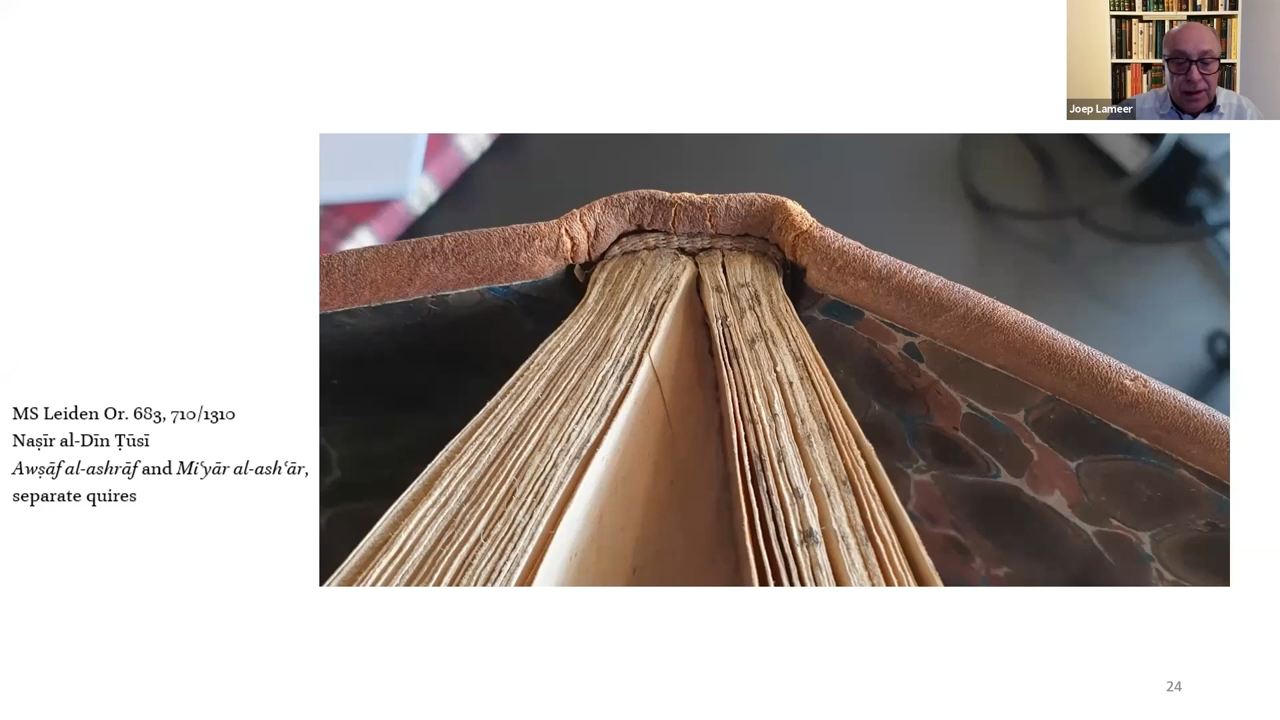 Joep Lameer
MS Leiden Or. 683, 710/1310
Naṣīr al-Dīn Ṭūsī
Awṣāf al-ashrāf and Miʿyār al-ashʿār,
separate quires
24